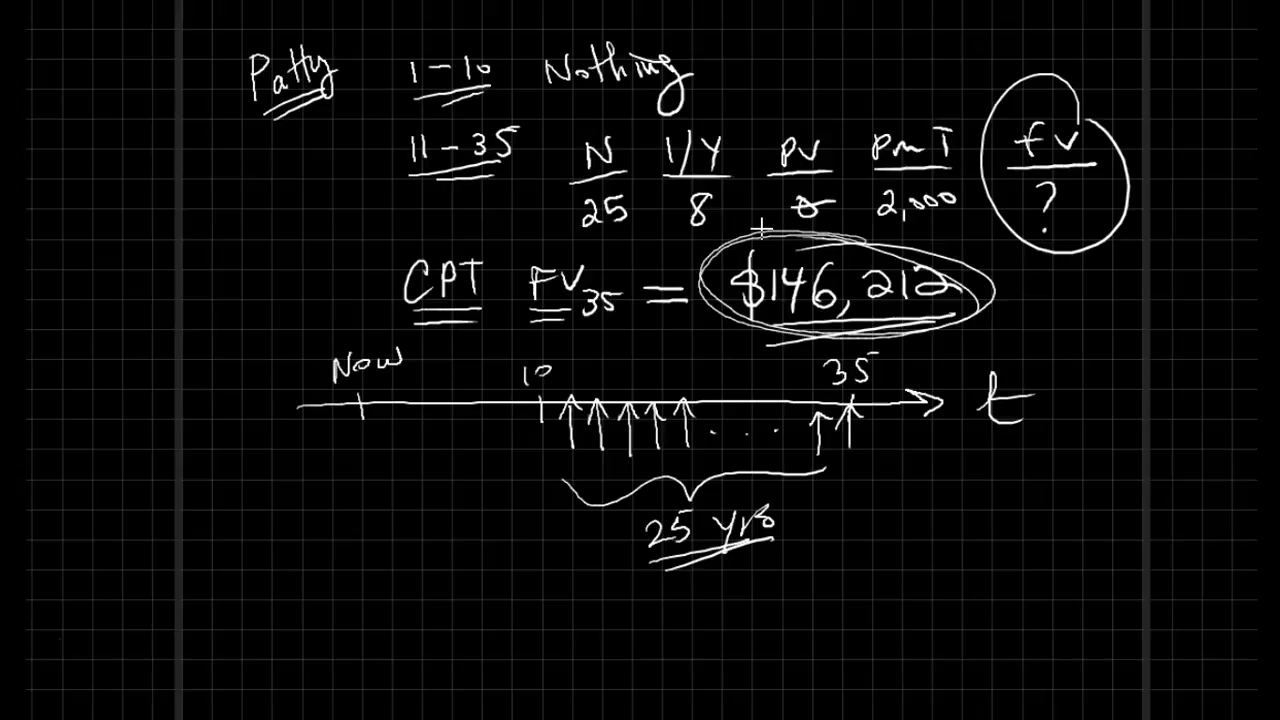 Patty 1-10 Nothing
11-35 N I/Y PV PMT FV
25 8 0 2,000 ?
CPT FV35 = $146,212
Now 10 35
t
25 yrs